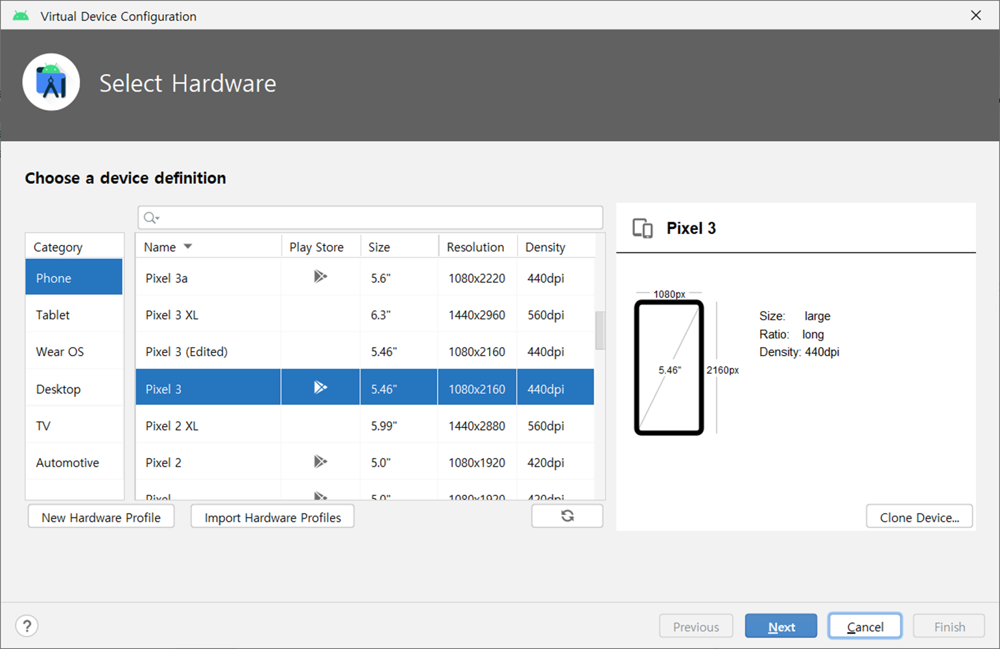 Virtual Device Configuration
Select Hardware
Choose a device definition
Category
Phone
Tablet
Wear OS
Desktop
TV
Automotive
Name Play Store Size Resolution Density
Pixel 3a 5.6" 1080x2220 440dpi
Pixel 3 XL 6.3" 1440x2960 560dpi
Pixel 3 (Edited) 5.46" 1080x2160 440dpi
Pixel 3 5.46" 1080x2160 440dpi
Pixel 2 XL 5.99" 1440x2880 560dpi
Pixel 2 5.0" 1080x1920 420dpi
Pixel 5.0" 1080x1920 420dpi
New Hardware Profile
Import Hardware Profiles
Pixel 3
1080px
5.46"
2160px
Size: large
Ratio: long
Density: 440dpi
Clone Device...
?
Previous
Next
Cancel
Finish